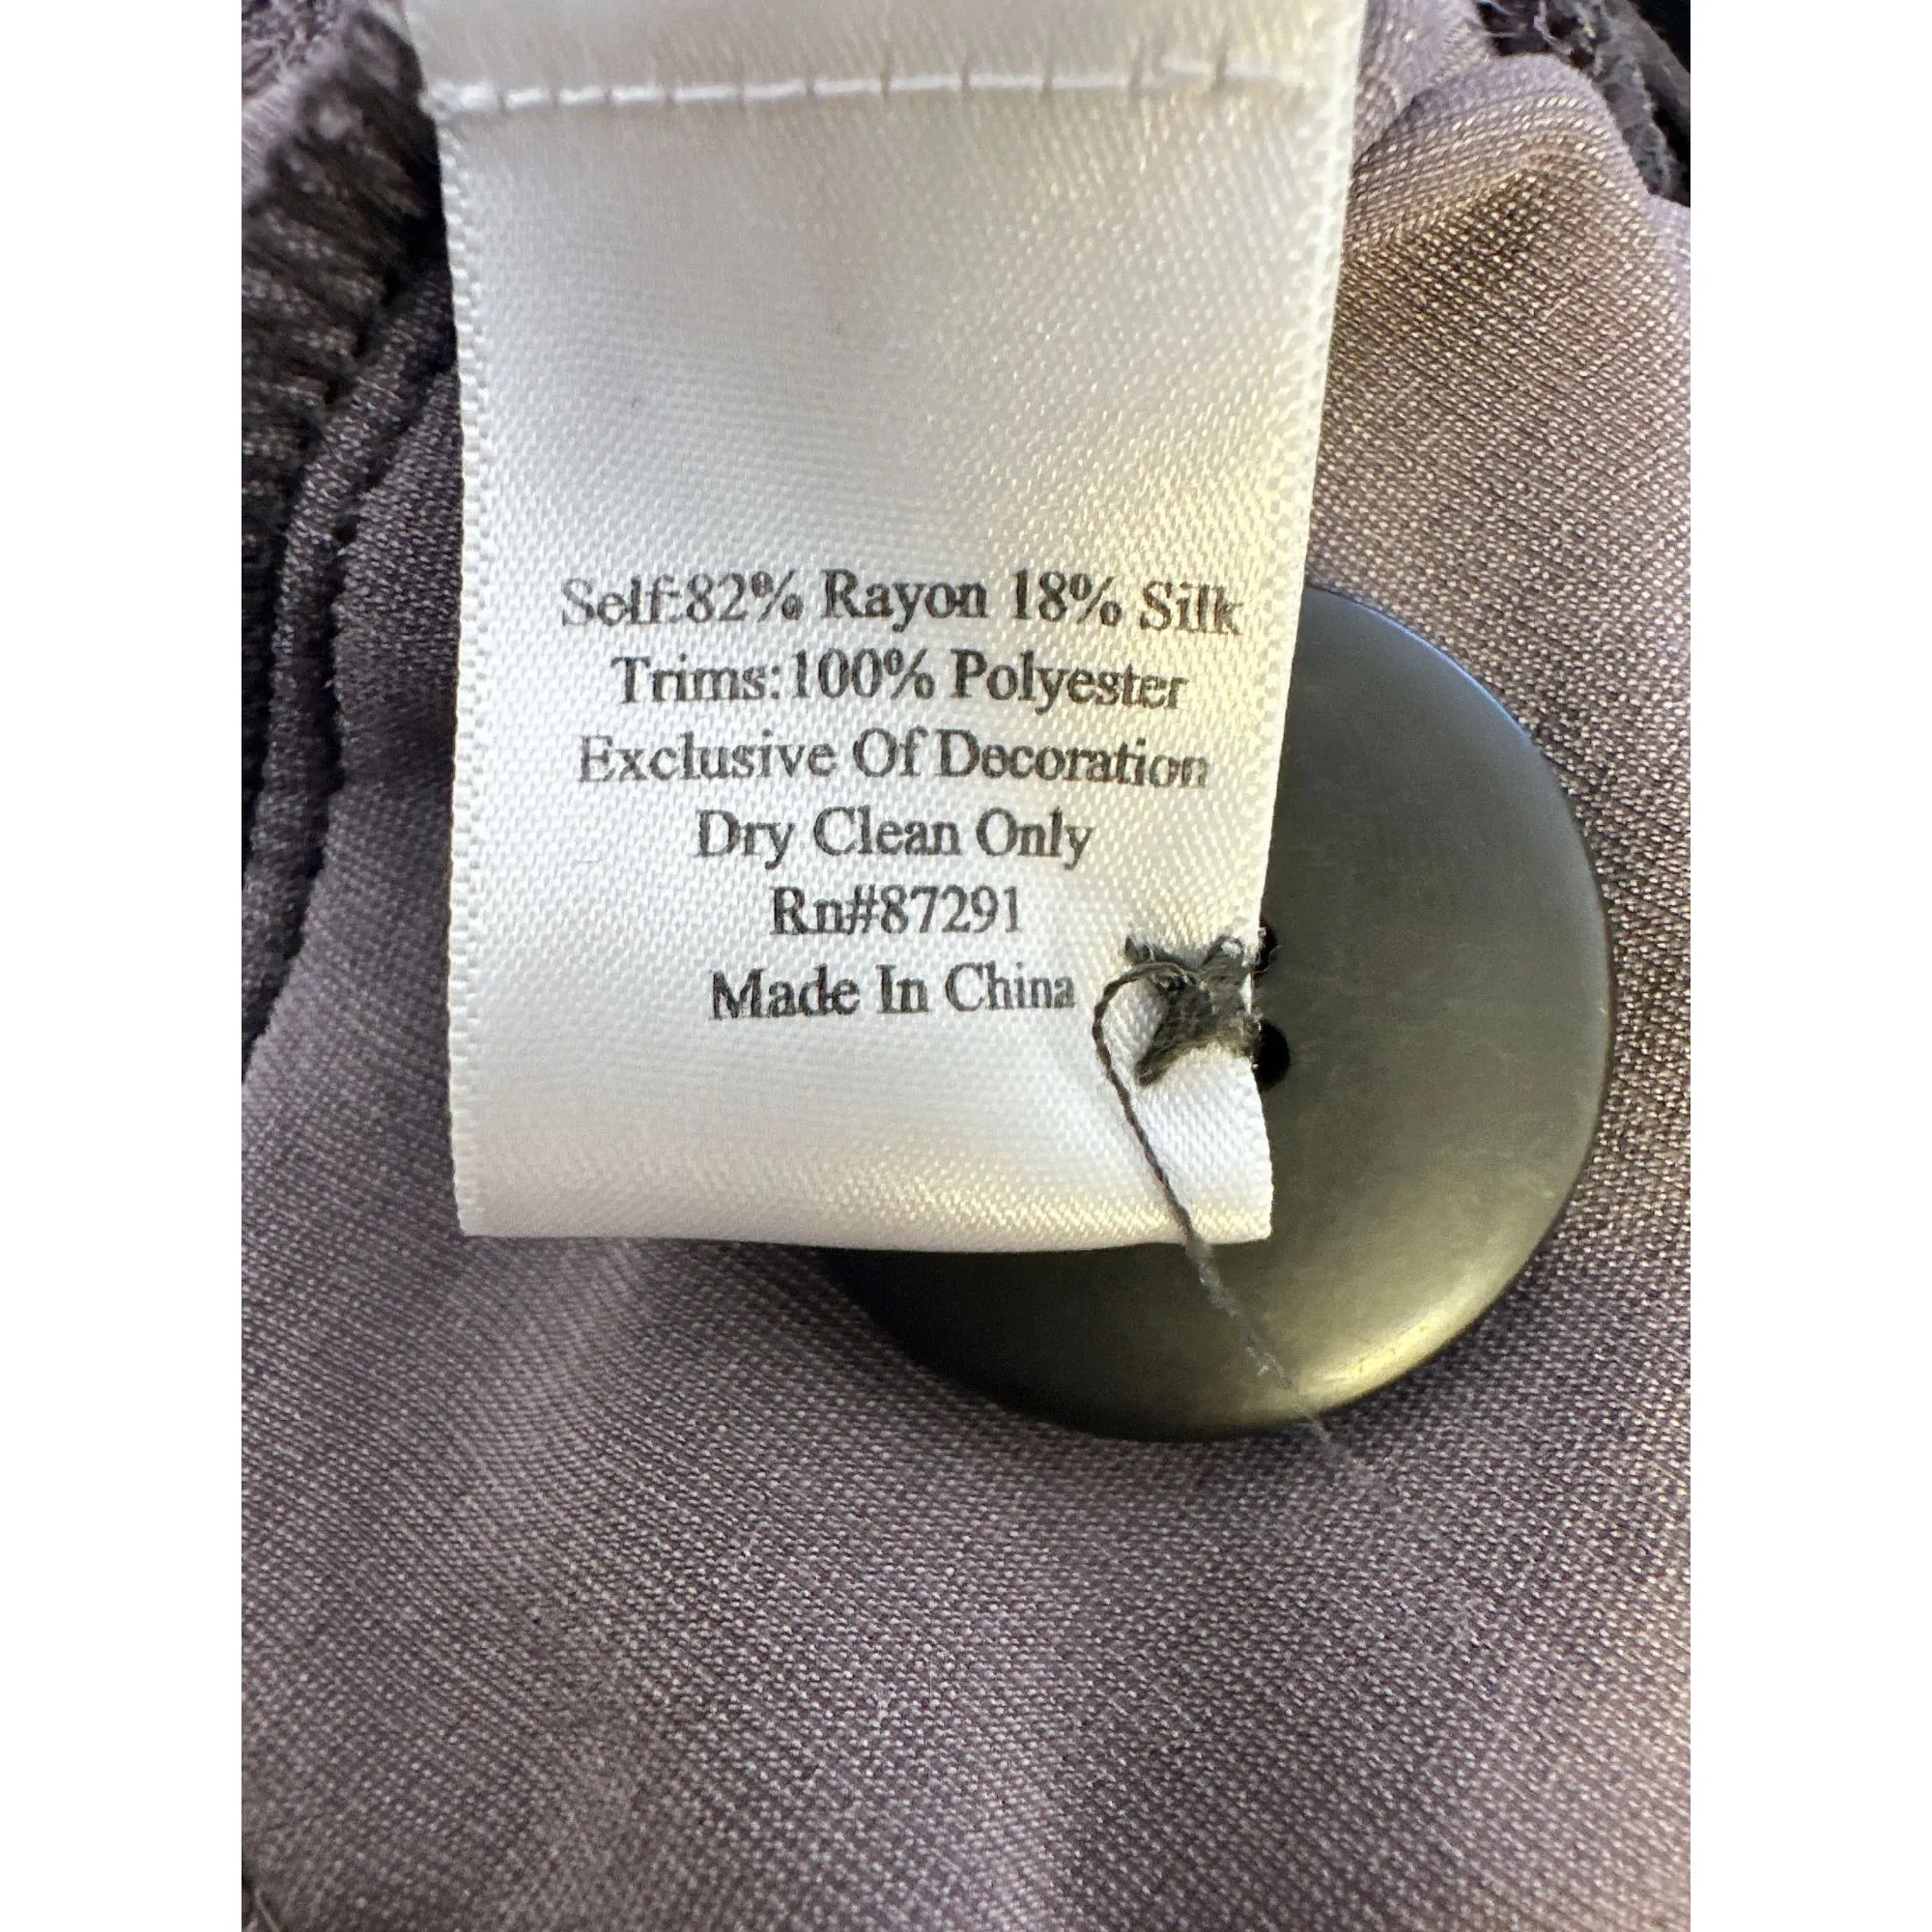 Self:82% Rayon 18% Silk
Trims:100% Polyester
Exclusive Of Decoration
Dry Clean Only
Rn#87291
Made In China